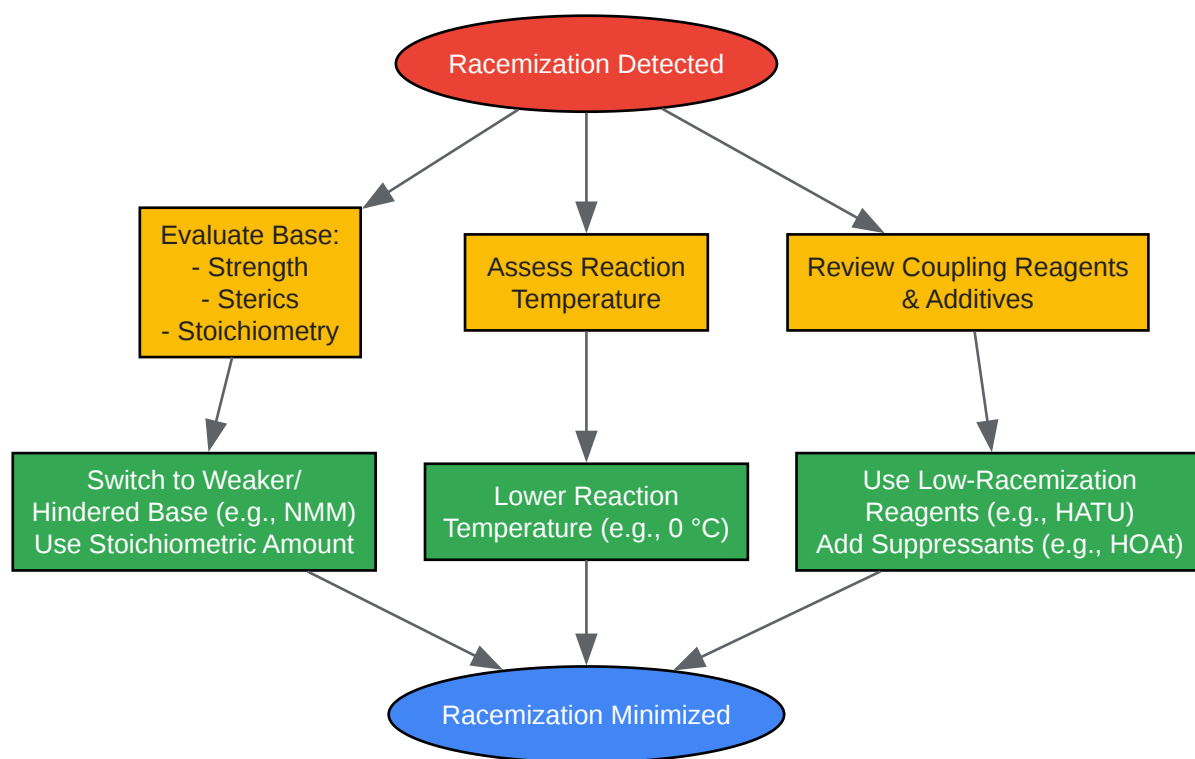 Racemization Detected
Evaluate Base:
- Strength
- Sterics
- Stoichiometry
Assess Reaction
Temperature
Review Coupling Reagents
& Additives
Switch to Weaker/
Hindered Base (e.g., NMM)
Use Stoichiometric Amount
Lower Reaction
Temperature (e.g., 0 °C)
Use Low-Racemization
Reagents (e.g., HATU)
Add Suppressants (e.g., HOAt)
Racemization Minimized